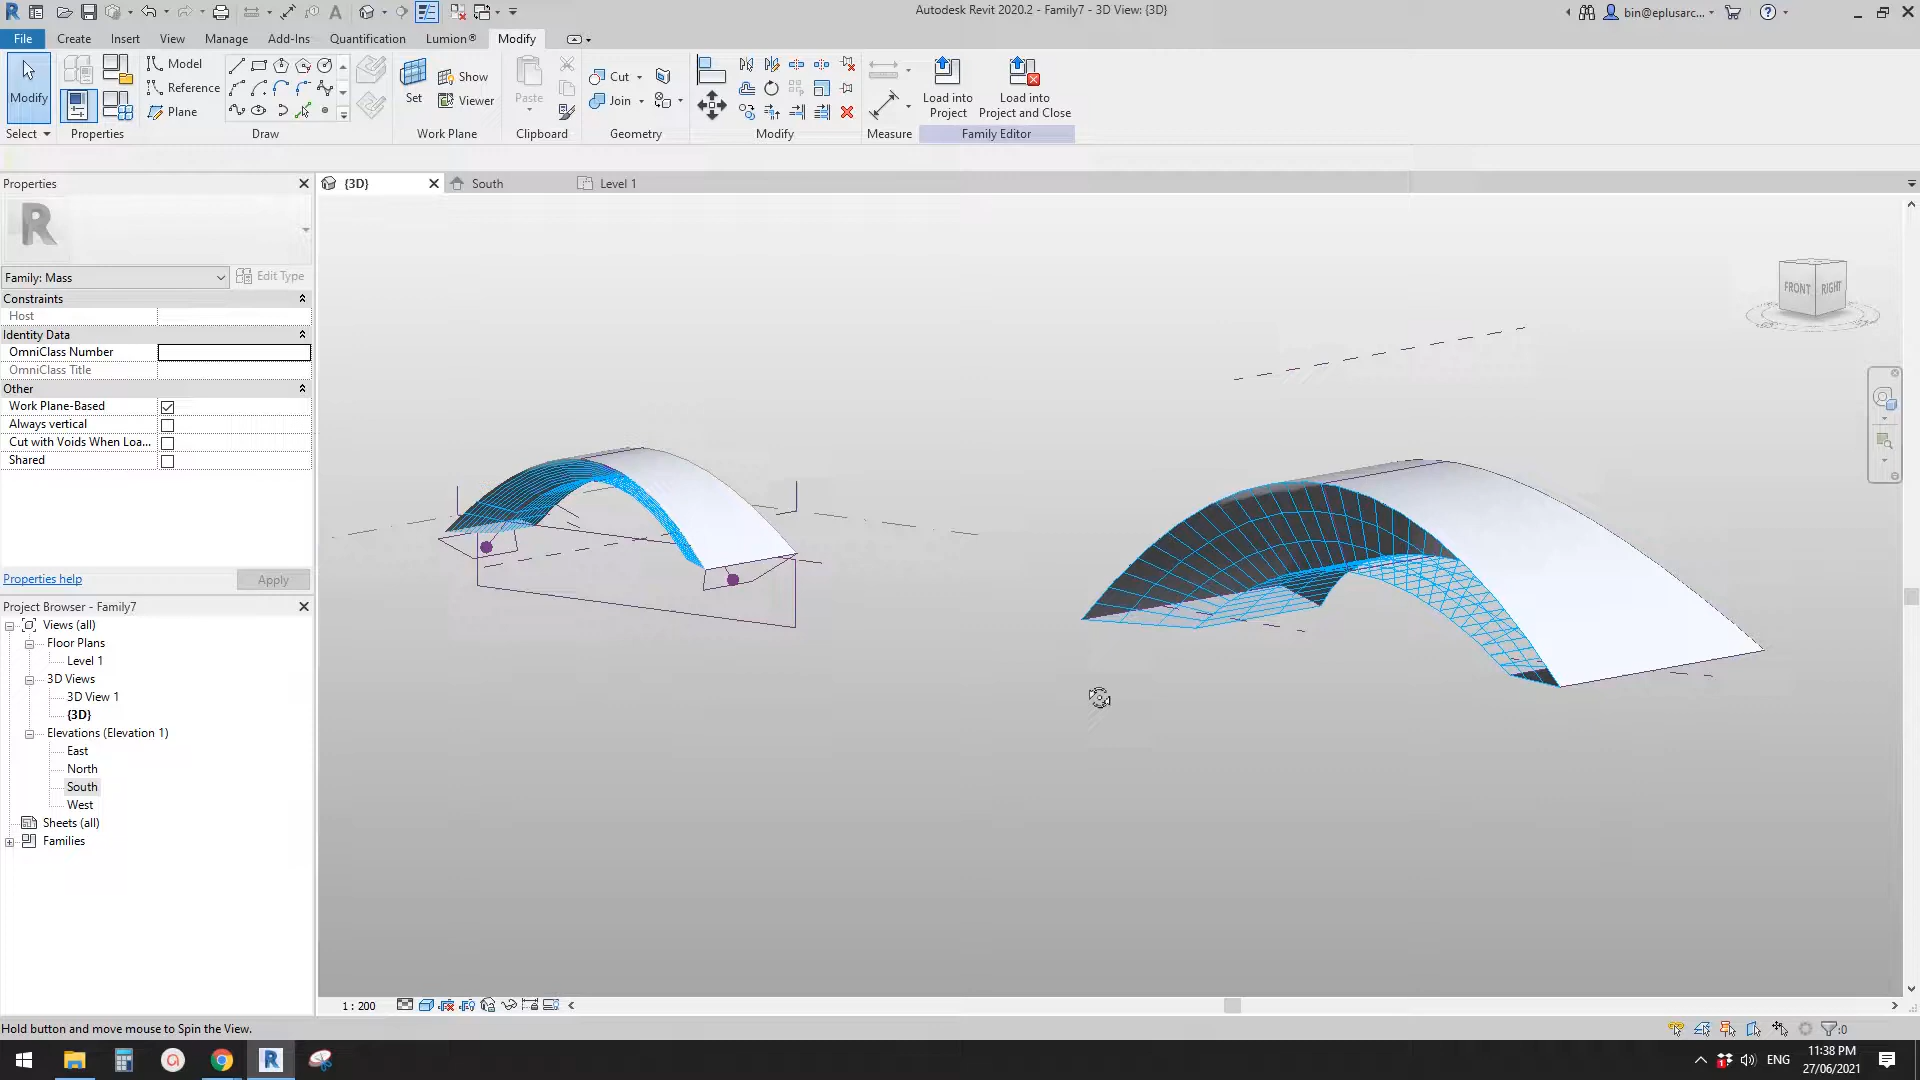 Autodesk Revit 2020.2 - Family7 - 3D View: {3D}
bin@eplusarc...
File
Create
Insert
View
Manage
Add-Ins
Quantification
Lumion®
Modify
Modify
Model
Reference
Plane
Set
Show
Viewer
Paste
Cut
Join
Load into
Project
Load into
Project and Close
Select
Properties
Draw
Work Plane
Clipboard
Geometry
Modify
Measure
Family Editor
Properties
{3D}
South
Level 1
R
Family: Mass
Edit Type
Constraints
Host
Identity Data
OmniClass Number
OmniClass Title
Other
Work Plane-Based
Always vertical
Cut with Voids When Loa...
Shared
Properties help
Apply
FRONT
RIGHT
Project Browser - Family7
Views (all)
Floor Plans
Level 1
3D Views
3D View 1
{3D}
Elevations (Elevation 1)
East
North
South
West
Sheets (all)
Families
1 : 200
Hold button and move mouse to Spin the View.
:0
ENG
11:38 PM
27/06/2021